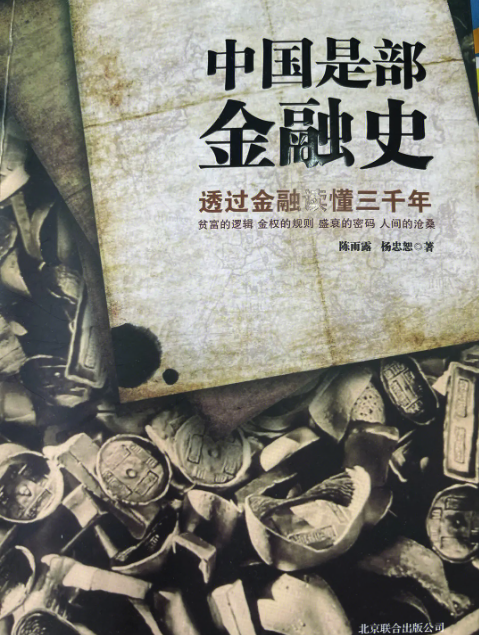 中国是部
金融史
透过金融读懂三千年
贫富的逻辑 金权的规则 盛衰的密码 人间的沧桑
陈雨露 杨忠恕◎著
北京联合出版公司